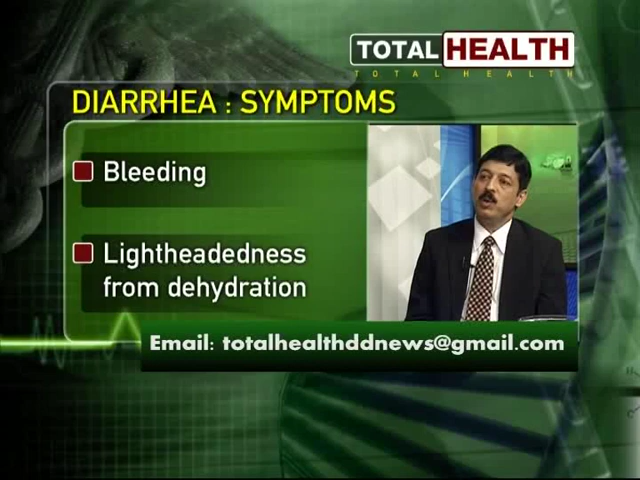 TOTAL HEALTH
TOTAL HEALTH
DIARRHEA : SYMPTOMS
Bleeding
Lightheadedness
from dehydration
Email: totalhealthddnews@gmail.com